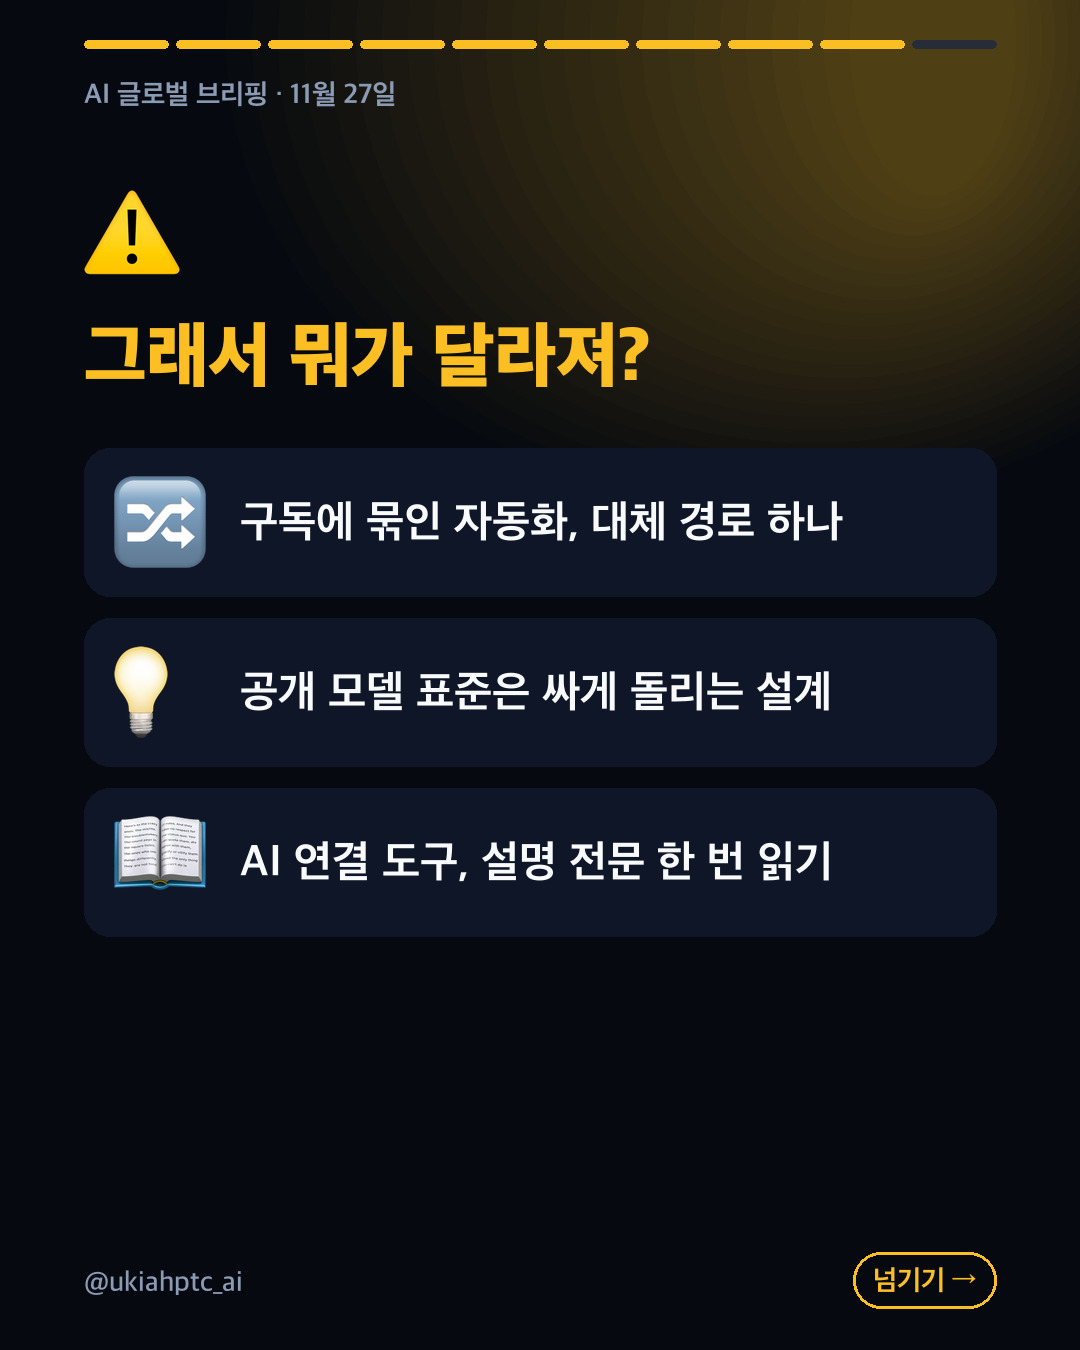 AI 글로벌 브리핑 · 11월 27일
그래서 뭐가 달라져?
구독에 묶인 자동화, 대체 경로 하나
공개 모델 표준은 싸게 돌리는 설계
AI 연결 도구, 설명 전문 한 번 읽기
@ukiahptc_ai
넘기기 →